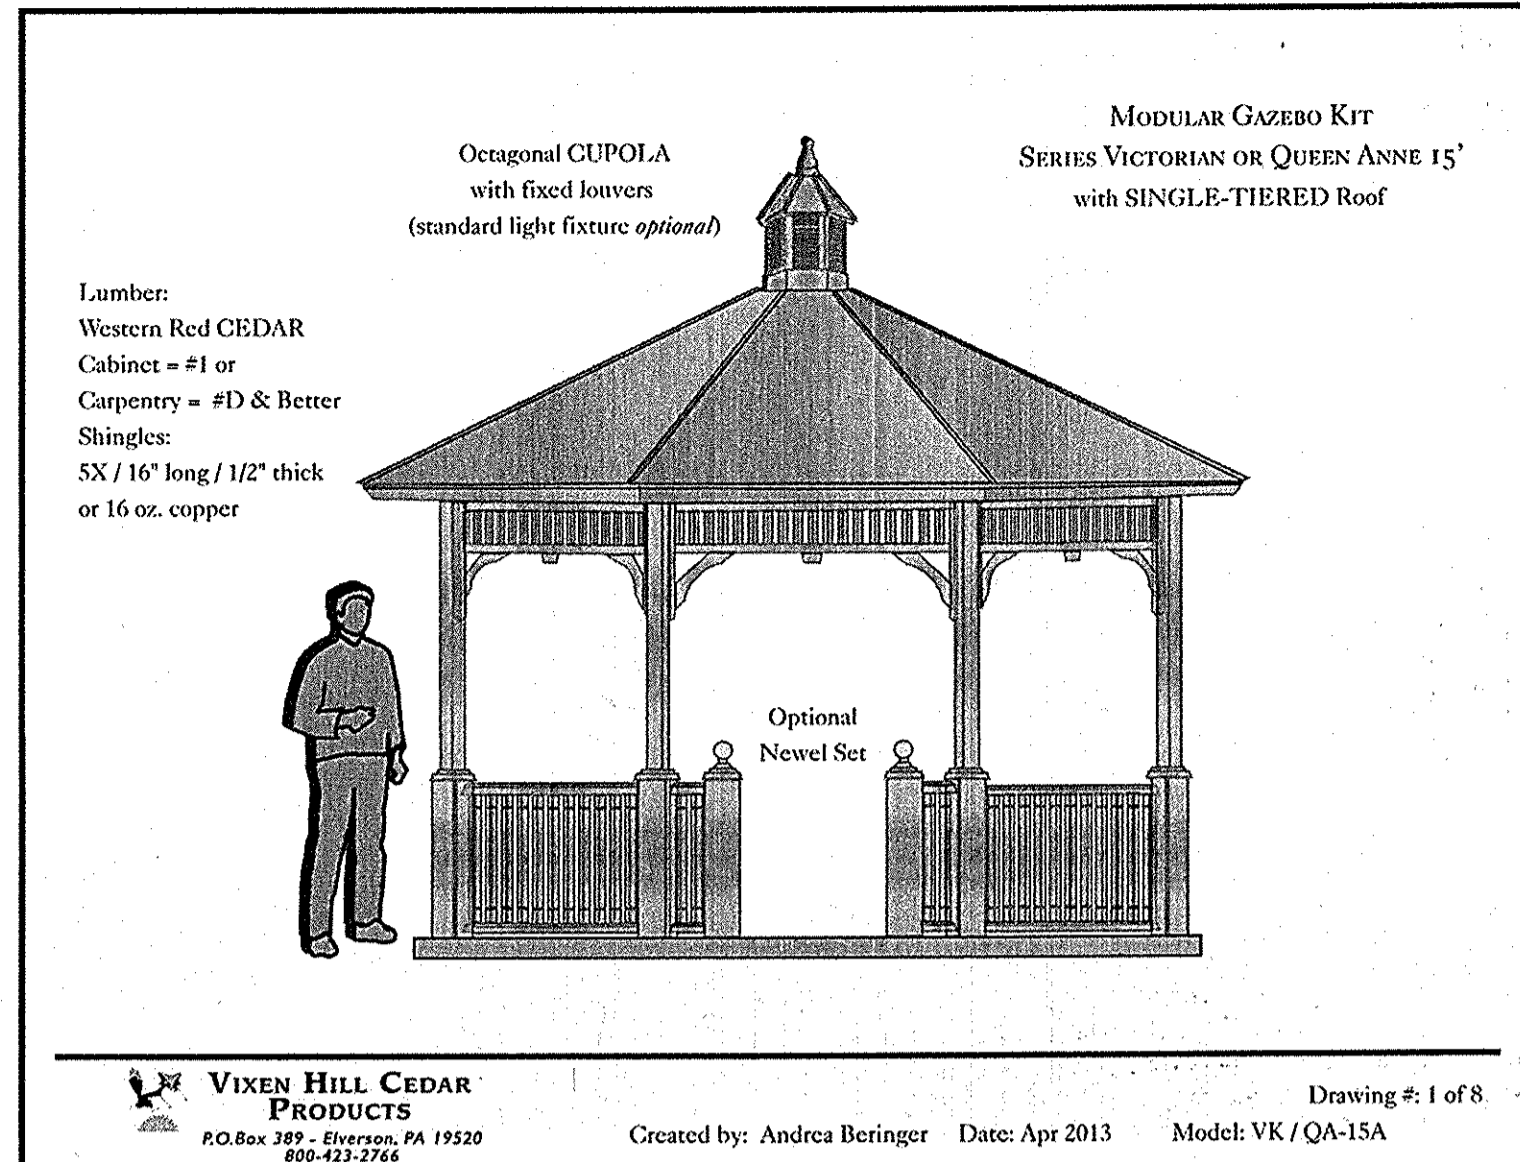 MODULAR GAZEBO KIT
SERIES VICTORIAN OR QUEEN ANNE 15'
with SINGLE-TIERED Roof
Octagonal CUPOLA
with fixed louvers
(standard light fixture optional)
Lumber:
Western Red CEDAR
Cabinet = #1 or
Carpentry = #D & Better
Shingles:
5X / 16" long / 1/2" thick
or 16 oz. copper
Optional
Newel Set
VIXEN HILL CEDAR
PRODUCTS
P.O.Box 389 - Elverson, PA 19520
800-423-2766
Created by: Andrea Beringer Date: Apr 2013
Drawing #: 1 of 8
Model: VK / QA-15A